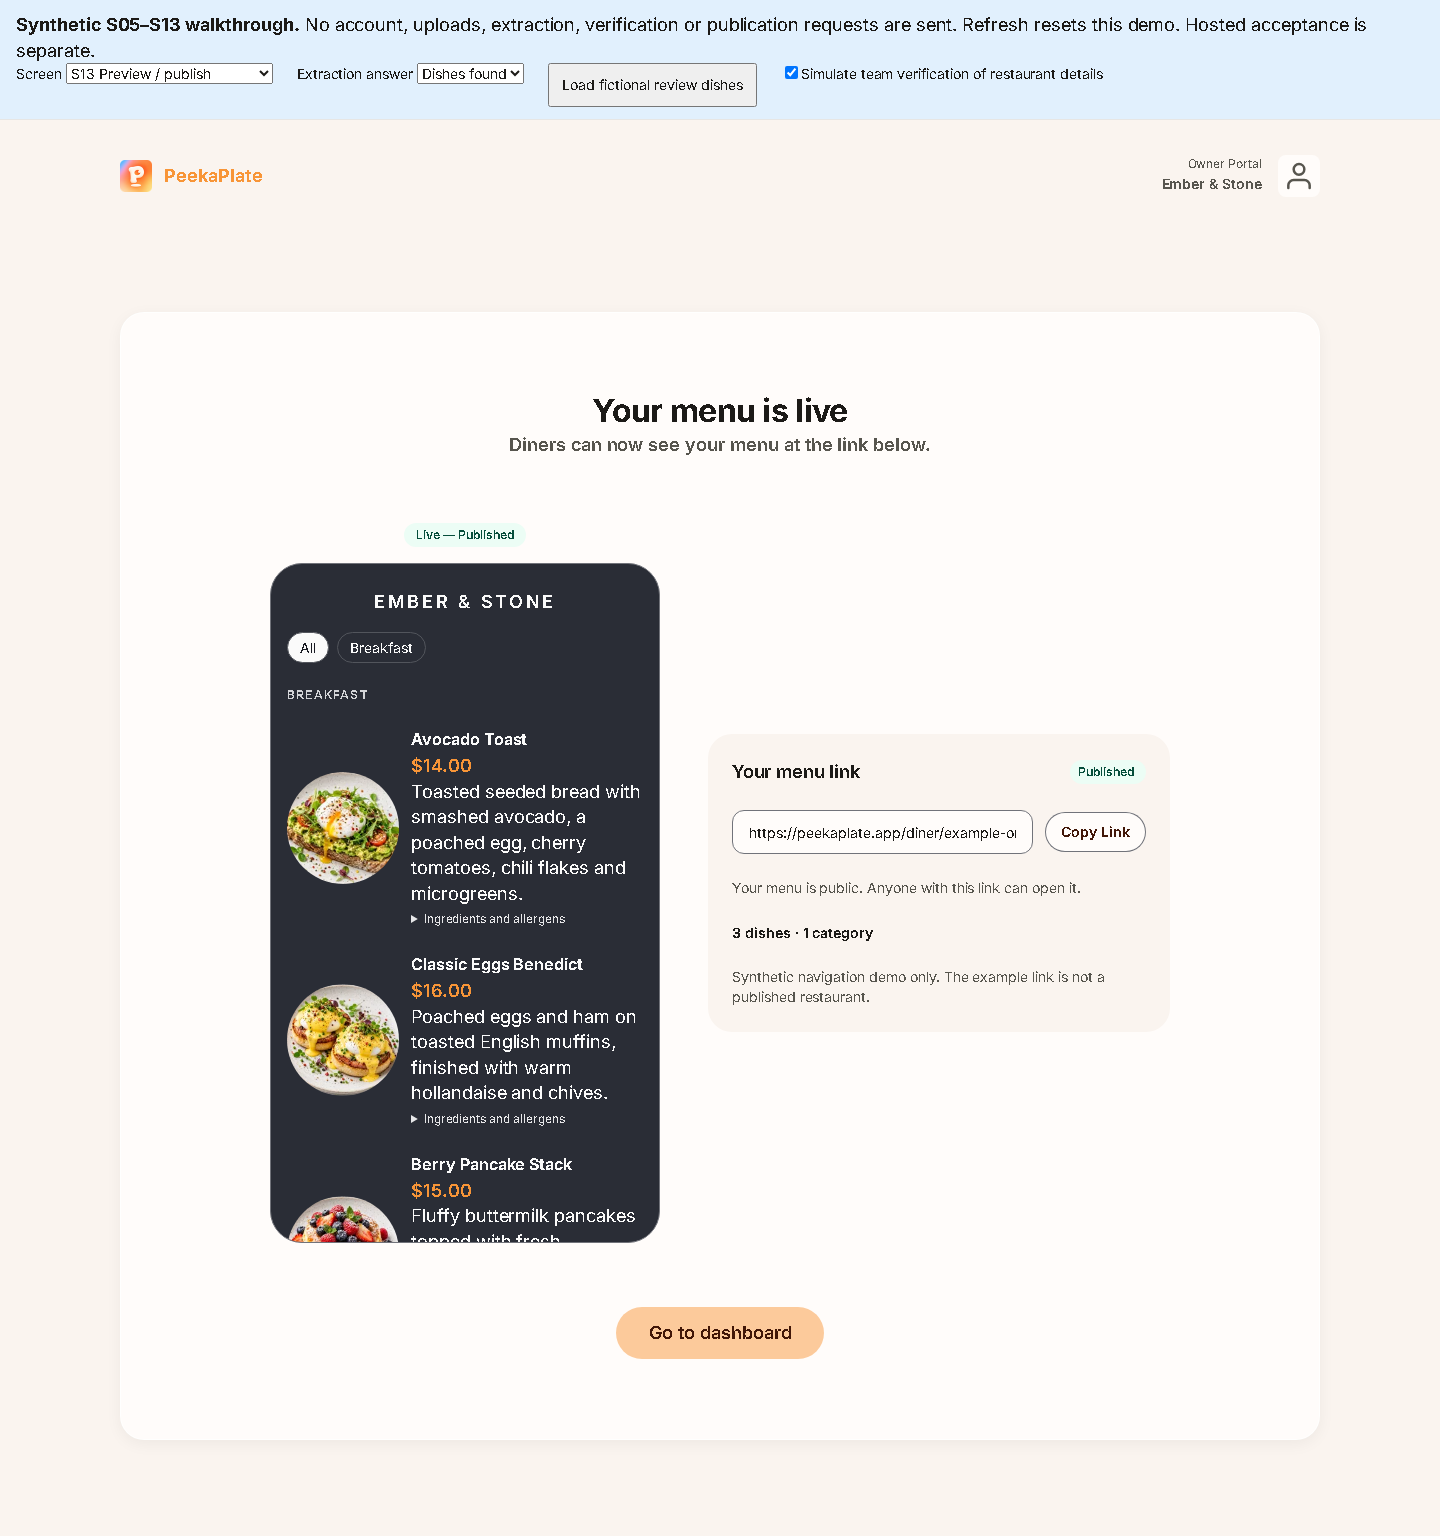 Synthetic S05–S13 walkthrough. No account, uploads, extraction, verification or publication requests are sent. Refresh resets this demo. Hosted acceptance is
separate.
Screen S13 Preview / publish Extraction answer Dishes found Load fictional review dishes Simulate team verification of restaurant details
PeekaPlate
Owner Portal
Ember & Stone
Your menu is live
Diners can now see your menu at the link below.
Live — Published
EMBER & STONE
All Breakfast
BREAKFAST
Avocado Toast
$14.00
Toasted seeded bread with
smashed avocado, a
poached egg, cherry
tomatoes, chili flakes and
microgreens.
Ingredients and allergens
Classic Eggs Benedict
$16.00
Poached eggs and ham on
toasted English muffins,
finished with warm
hollandaise and chives.
Ingredients and allergens
Berry Pancake Stack
$15.00
Fluffy buttermilk pancakes
topped with fresh
Your menu link Published
https://peekaplate.app/diner/example-or Copy Link
Your menu is public. Anyone with this link can open it.
3 dishes · 1 category
Synthetic navigation demo only. The example link is not a
published restaurant.
Go to dashboard